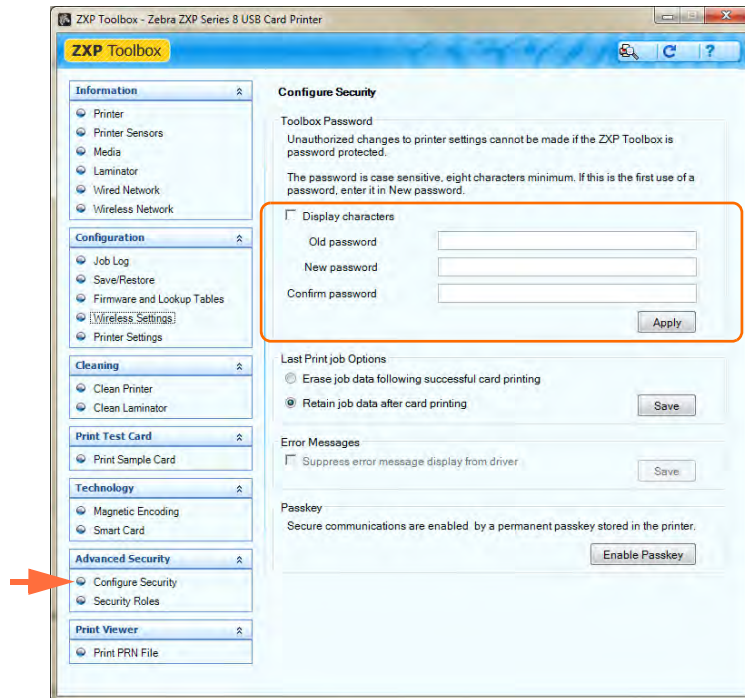 ZXP Toolbox - Zebra ZXP Series 8 USB Card Printer
ZXP Toolbox
?
Information
Printer
Printer Sensors
Media
Laminator
Wired Network
Wireless Network
Configuration
Job Log
Save/Restore
Firmware and Lookup Tables
Wireless Settings
Printer Settings
Cleaning
Clean Printer
Clean Laminator
Print Test Card
Print Sample Card
Technology
Magnetic Encoding
Smart Card
Advanced Security
Configure Security
Security Roles
Print Viewer
Print PRN File
Configure Security
Toolbox Password
Unauthorized changes to printer settings cannot be made if the ZXP Toolbox is
password protected.
The password is case sensitive, eight characters minimum. If this is the first use of a
password, enter it in New password.
Display characters
Old password
New password
Confirm password
Apply
Last Print job Options
Erase job data following successful card printing
Retain job data after card printing
Save
Error Messages
Suppress error message display from driver
Save
Passkey
Secure communications are enabled by a permanent passkey stored in the printer.
Enable Passkey